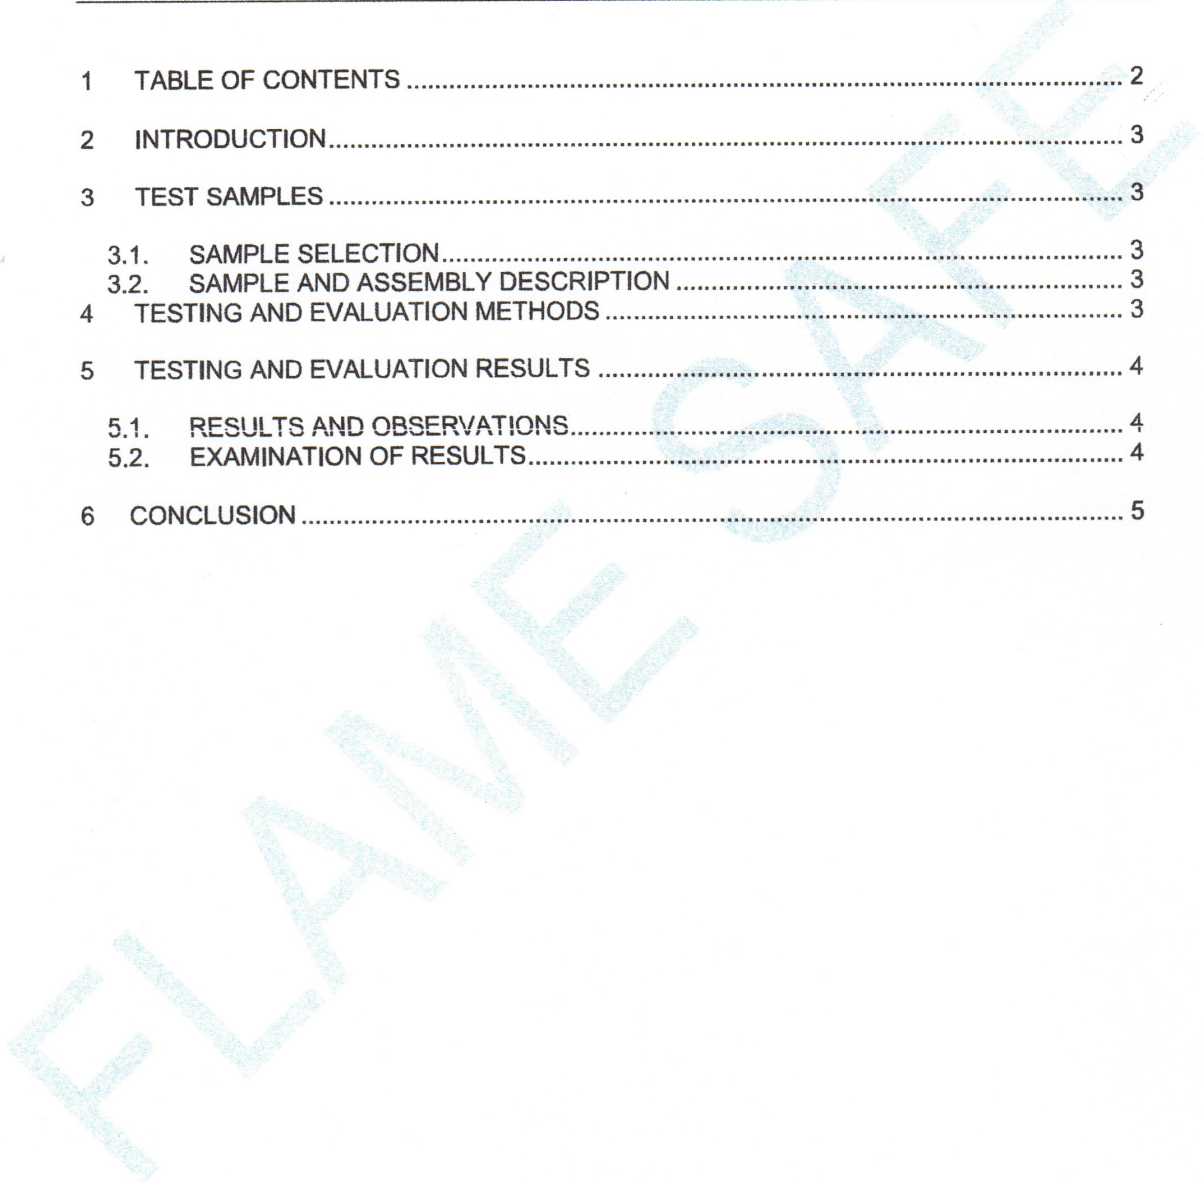 1 TABLE OF CONTENTS ........ 2
2 INTRODUCTION ........ 3
3 TEST SAMPLES ........ 3
3.1. SAMPLE SELECTION ........ 3
3.2. SAMPLE AND ASSEMBLY DESCRIPTION ........ 3
4 TESTING AND EVALUATION METHODS ........ 3
5 TESTING AND EVALUATION RESULTS ........ 4
5.1. RESULTS AND OBSERVATIONS ........ 4
5.2. EXAMINATION OF RESULTS ........ 4
6 CONCLUSION ........ 5
FLAME SAFE